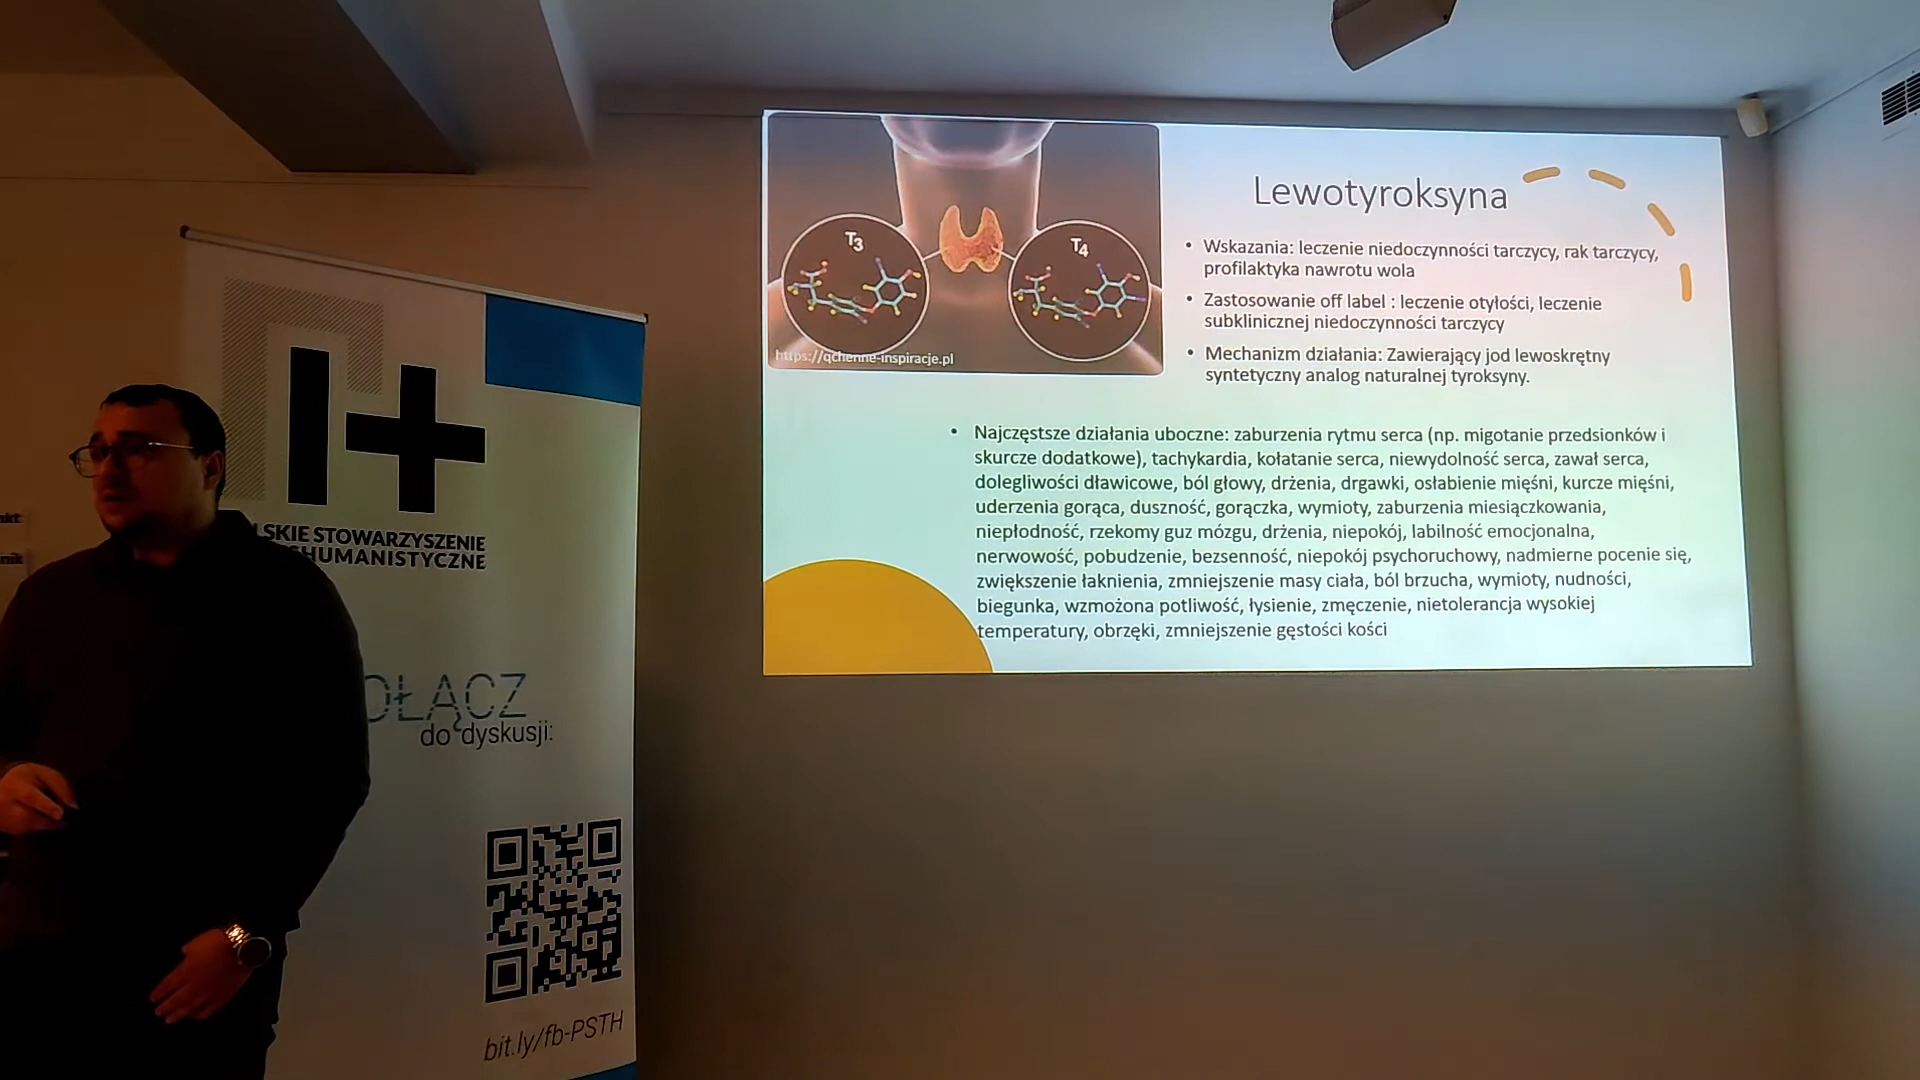 T3
T4
https://qchenne-inspiracje.pl
Lewotyroksyna
• Wskazania: leczenie niedoczynności tarczycy, rak tarczycy,
profilaktyka nawrotu wola
• Zastosowanie off label : leczenie otyłości, leczenie
subklinicznej niedoczynności tarczycy
• Mechanizm działania: Zawierający jod lewoskrętny
syntetyczny analog naturalnej tyroksyny.
• Najczęstsze działania uboczne: zaburzenia rytmu serca (np. migotanie przedsionków i
skurcze dodatkowe), tachykardia, kołatanie serca, niewydolność serca, zawał serca,
dolegliwości dławicowe, ból głowy, drżenia, drgawki, osłabienie mięśni, kurcze mięśni,
uderzenia gorąca, duszność, gorączka, wymioty, zaburzenia miesiączkowania,
niepłodność, rzekomy guz mózgu, drżenia, niepokój, labilność emocjonalna,
nerwowość, pobudzenie, bezsenność, niepokój psychoruchowy, nadmierne pocenie się,
zwiększenie łaknienia, zmniejszenie masy ciała, ból brzucha, wymioty, nudności,
biegunka, wzmożona potliwość, łysienie, zmęczenie, nietolerancja wysokiej
temperatury, obrzęki, zmniejszenie gęstości kości
H+
LSKIE STOWARZYSZENIE
SHUMANISTYCZNE
OŁĄCZ
do dyskusji:
bit.ly/fb-PSTH